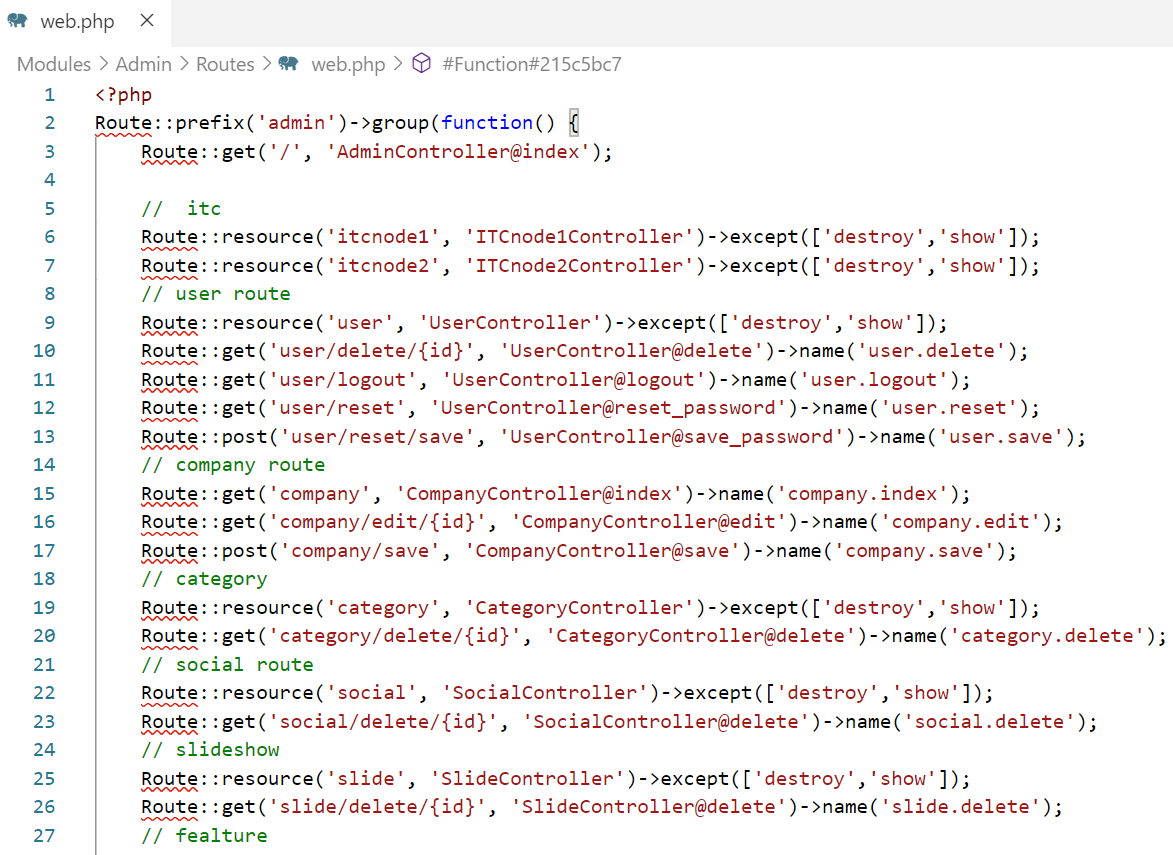 web.php
Modules > Admin > Routes > web.php > #Function#215c5bc7
1 <?php
2 Route::prefix('admin')->group(function() {
3 Route::get('/', 'AdminController@index');
4
5 //  itc
6 Route::resource('itcnode1', 'ITCnode1Controller')->except(['destroy','show']);
7 Route::resource('itcnode2', 'ITCnode2Controller')->except(['destroy','show']);
8 // user route
9 Route::resource('user', 'UserController')->except(['destroy','show']);
10 Route::get('user/delete/{id}', 'UserController@delete')->name('user.delete');
11 Route::get('user/logout', 'UserController@logout')->name('user.logout');
12 Route::get('user/reset', 'UserController@reset_password')->name('user.reset');
13 Route::post('user/reset/save', 'UserController@save_password')->name('user.save');
14 // company route
15 Route::get('company', 'CompanyController@index')->name('company.index');
16 Route::get('company/edit/{id}', 'CompanyController@edit')->name('company.edit');
17 Route::post('company/save', 'CompanyController@save')->name('company.save');
18 // category
19 Route::resource('category', 'CategoryController')->except(['destroy','show']);
20 Route::get('category/delete/{id}', 'CategoryController@delete')->name('category.delete');
21 // social route
22 Route::resource('social', 'SocialController')->except(['destroy','show']);
23 Route::get('social/delete/{id}', 'SocialController@delete')->name('social.delete');
24 // slideshow
25 Route::resource('slide', 'SlideController')->except(['destroy','show']);
26 Route::get('slide/delete/{id}', 'SlideController@delete')->name('slide.delete');
27 // fealture